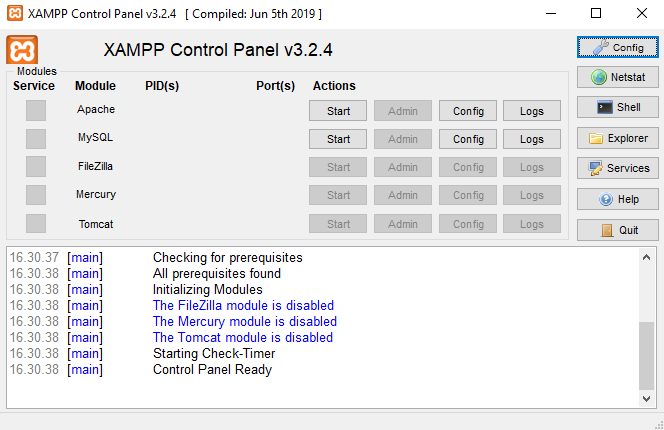 XAMPP Control Panel v3.2.4 [ Compiled: Jun 5th 2019 ]
XAMPP Control Panel v3.2.4
Config
Modules
Service Module PID(s) Port(s) Actions
Netstat
Apache Start Admin Config Logs
Shell
MySQL Start Admin Config Logs
Explorer
FileZilla Start Admin Config Logs
Services
Mercury Start Admin Config Logs
Help
Tomcat Start Admin Config Logs
Quit
16.30.37 [main] Checking for prerequisites
16.30.38 [main] All prerequisites found
16.30.38 [main] Initializing Modules
16.30.38 [main] The FileZilla module is disabled
16.30.38 [main] The Mercury module is disabled
16.30.38 [main] The Tomcat module is disabled
16.30.38 [main] Starting Check-Timer
16.30.38 [main] Control Panel Ready